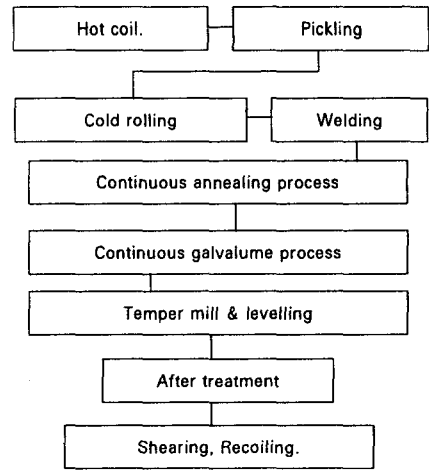 Hot coil.
Pickling
Cold rolling
Welding
Continuous annealing process
Continuous galvalume process
Temper mill & levelling
After treatment
Shearing, Recoiling.